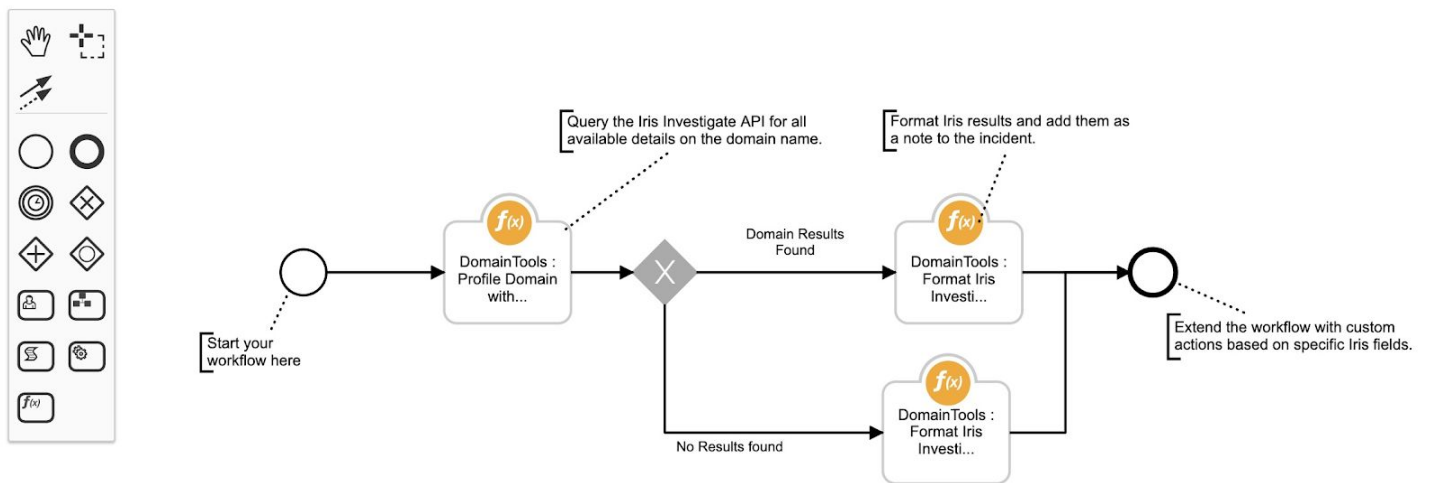 Query the Iris Investigate API for all
available details on the domain name.
Format Iris results and add them as
a note to the incident.
f(x)
DomainTools :
Profile Domain
with...
Domain Results
Found
f(x)
DomainTools :
Format Iris
Investi...
Start your
workflow here
Extend the workflow with custom
actions based on specific Iris fields.
No Results found
f(x)
DomainTools :
Format Iris
Investi...
f(x)